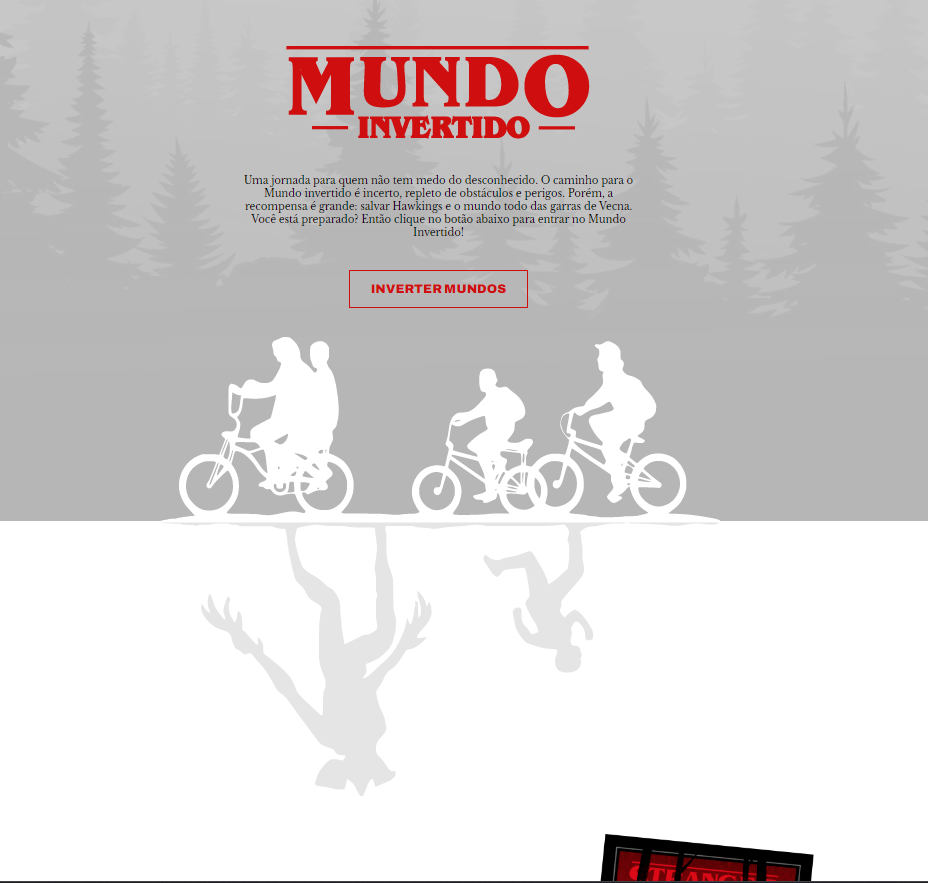 MUNDO
INVERTIDO
Uma jornada para quem não tem medo do desconhecido. O caminho para o
Mundo invertido é incerto, repleto de obstáculos e perigos. Porém, a
recompensa é grande: salvar Hawkings e o mundo todo das garras de Vecna.
Você está preparado? Então clique no botão abaixo para entrar no Mundo
Invertido!
INVERTER MUNDOS